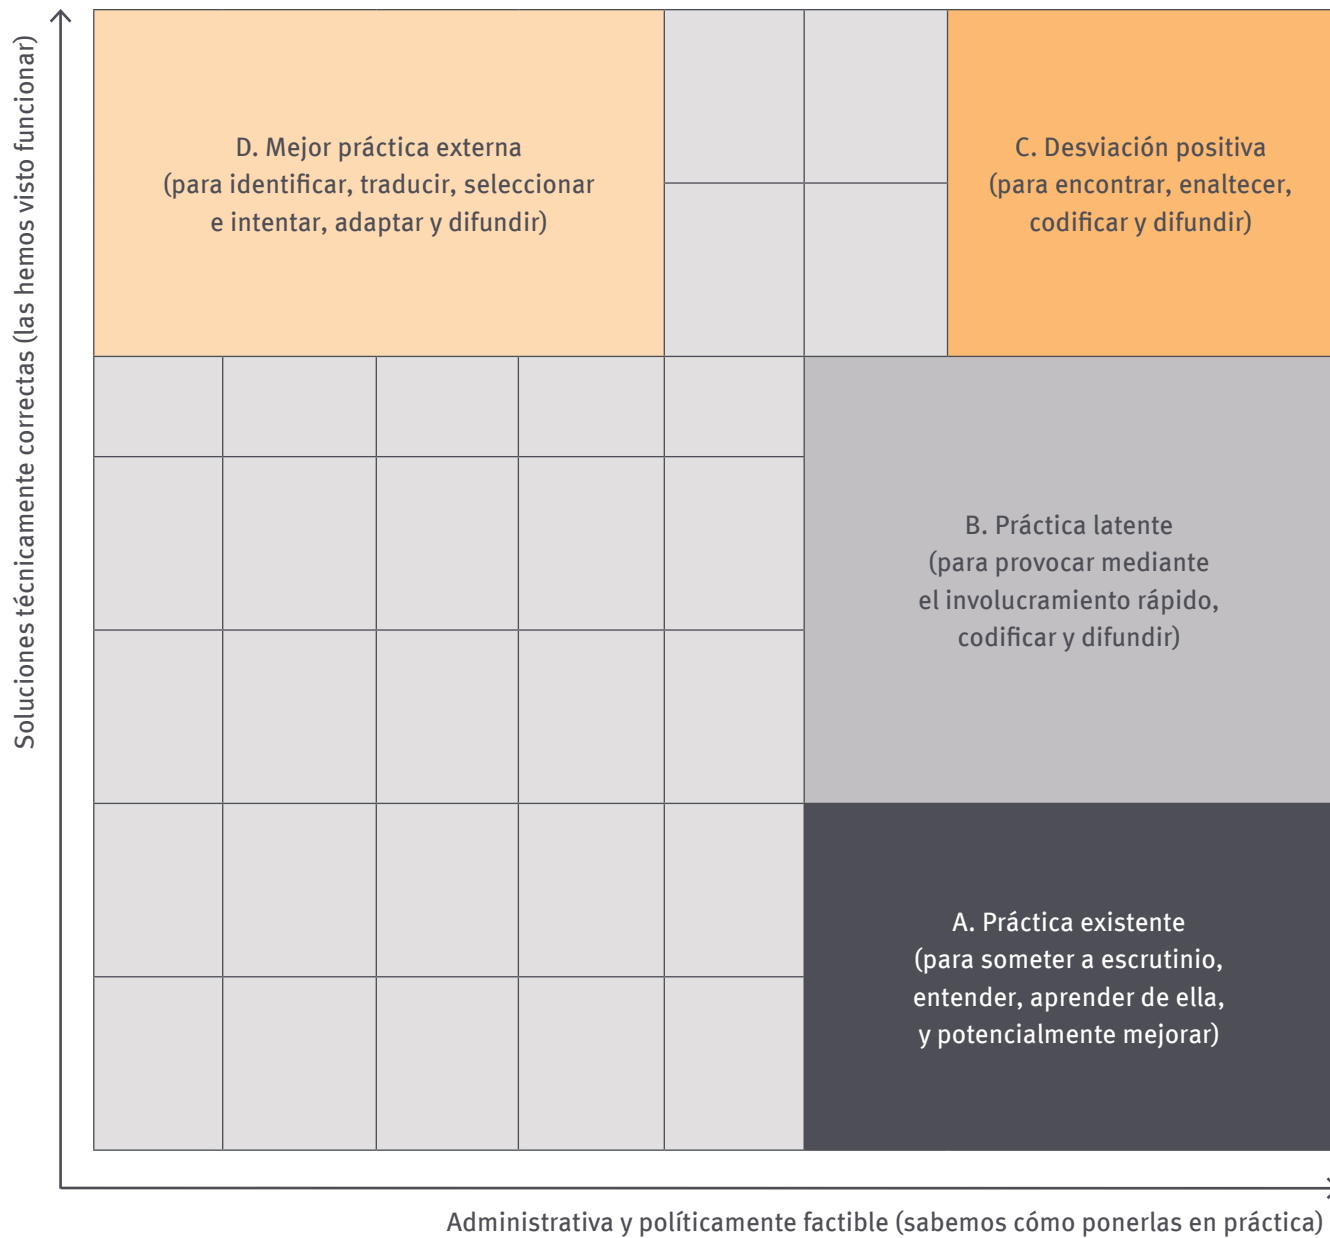 Soluciones técnicamente correctas (las hemos visto funcionar)
D. Mejor práctica externa
(para identificar, traducir, seleccionar
e intentar, adaptar y difundir)
C. Desviación positiva
(para encontrar, enaltecer,
codificar y difundir)
B. Práctica latente
(para provocar mediante
el involucramiento rápido,
codificar y difundir)
A. Práctica existente
(para someter a escrutinio,
entender, aprender de ella,
y potencialmente mejorar)
Administrativa y políticamente factible (sabemos cómo ponerlas en práctica)